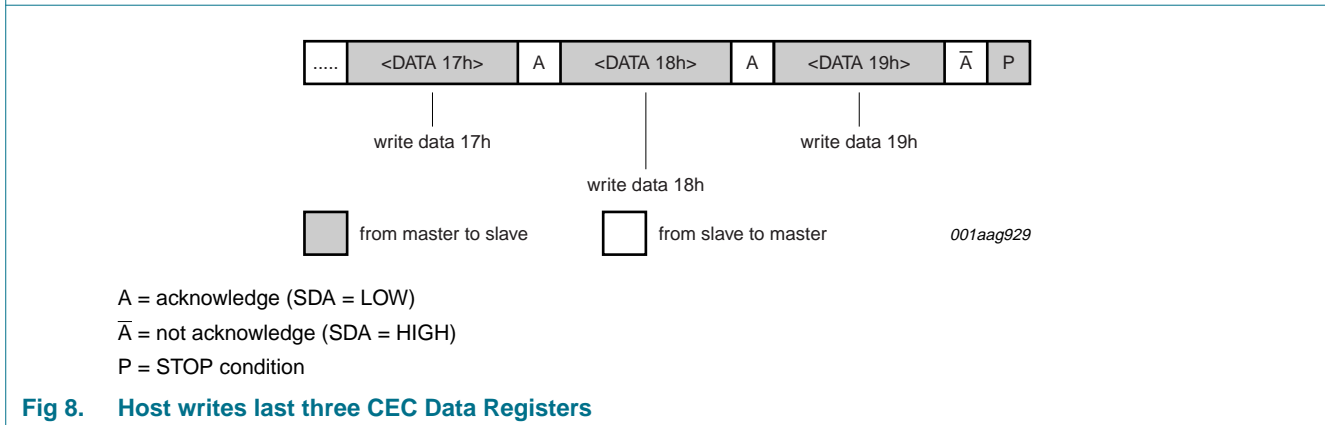 ..... <DATA 17h> A <DATA 18h> A <DATA 19h> A̅ P
write data 17h write data 19h
write data 18h
from master to slave from slave to master 001aag929
A = acknowledge (SDA = LOW)
A̅ = not acknowledge (SDA = HIGH)
P = STOP condition
Fig 8. Host writes last three CEC Data Registers